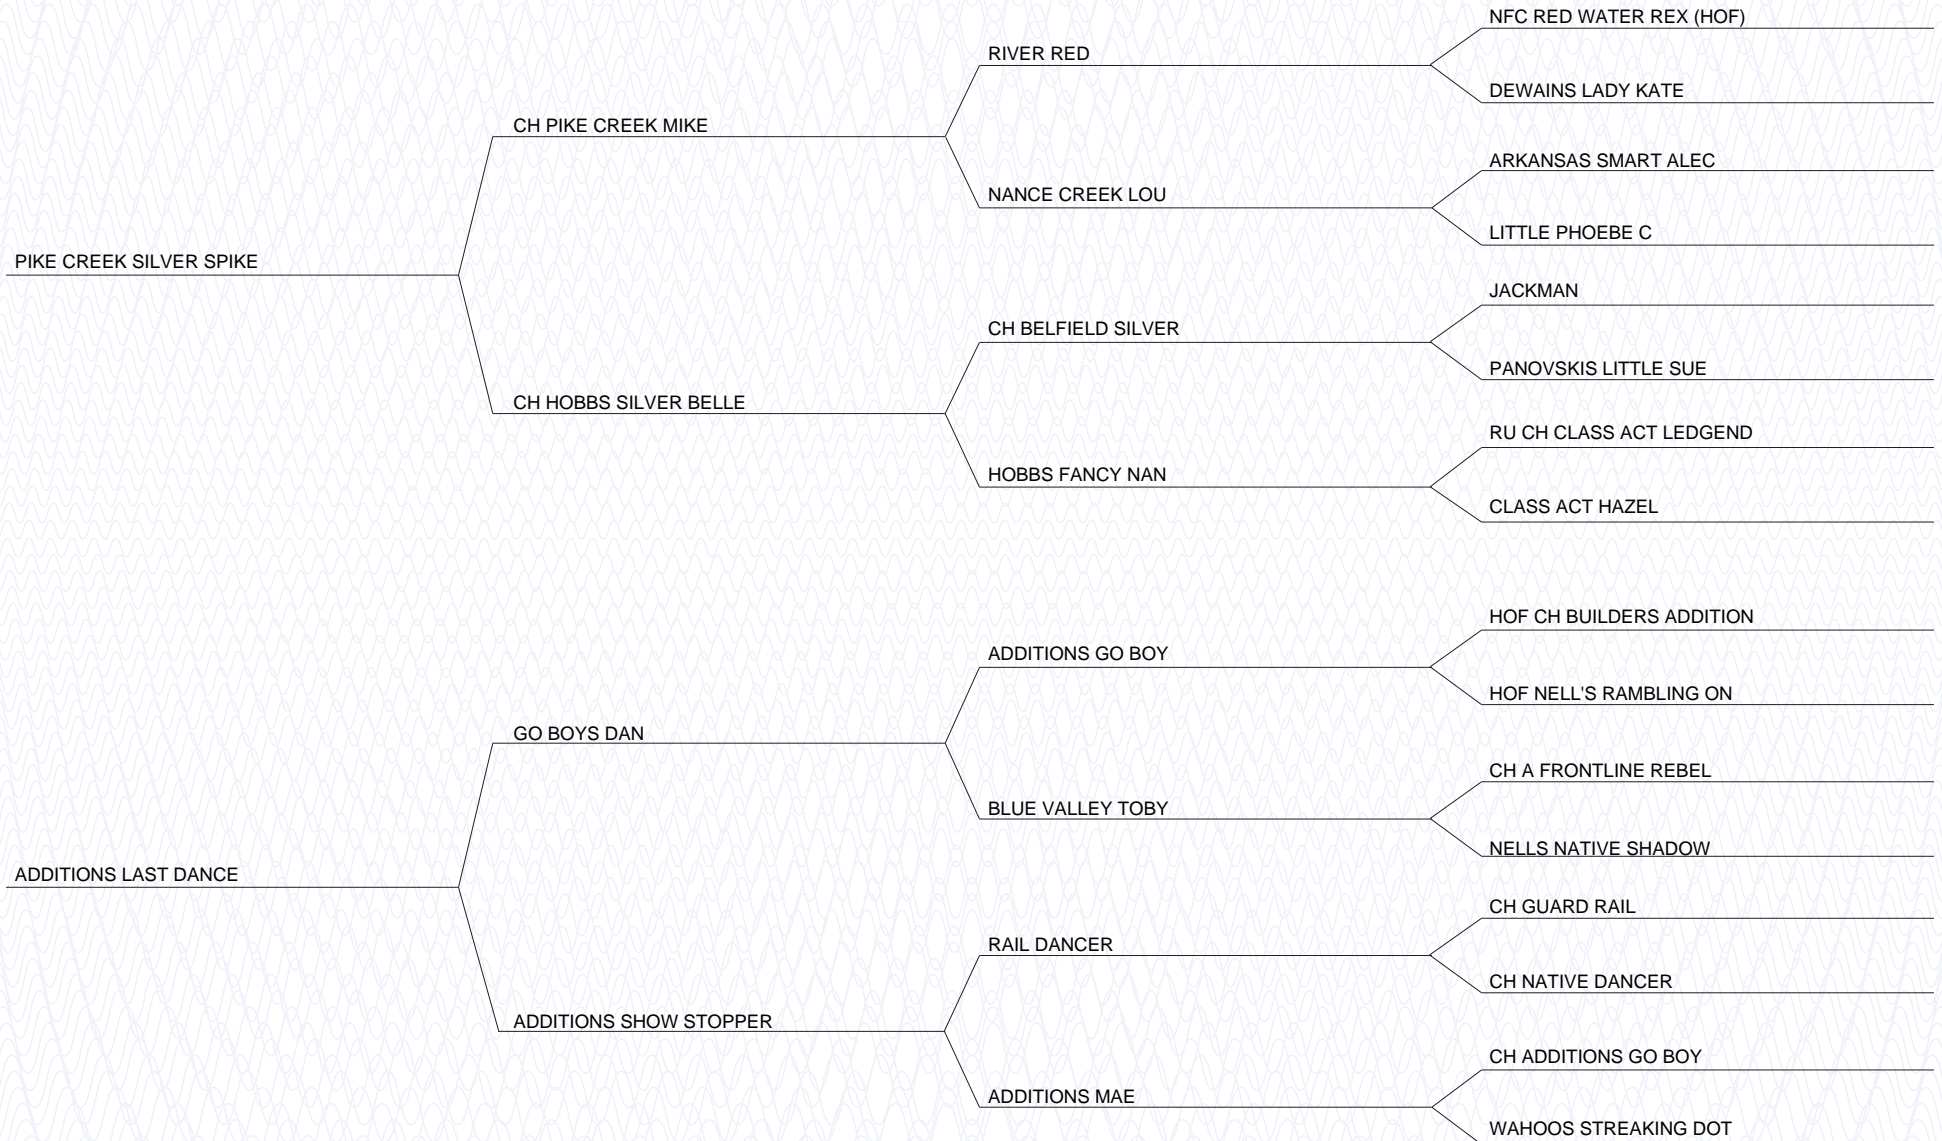 NFC RED WATER REX (HOF)
RIVER RED
DEWAINS LADY KATE
CH PIKE CREEK MIKE
ARKANSAS SMART ALEC
NANCE CREEK LOU
LITTLE PHOEBE C
PIKE CREEK SILVER SPIKE
JACKMAN
CH BELFIELD SILVER
PANOVSKIS LITTLE SUE
CH HOBBS SILVER BELLE
RU CH CLASS ACT LEDGEND
HOBBS FANCY NAN
CLASS ACT HAZEL
HOF CH BUILDERS ADDITION
ADDITIONS GO BOY
HOF NELL'S RAMBLING ON
GO BOYS DAN
CH A FRONTLINE REBEL
BLUE VALLEY TOBY
NELLS NATIVE SHADOW
ADDITIONS LAST DANCE
CH GUARD RAIL
RAIL DANCER
CH NATIVE DANCER
ADDITIONS SHOW STOPPER
CH ADDITIONS GO BOY
ADDITIONS MAE
WAHOOS STREAKING DOT